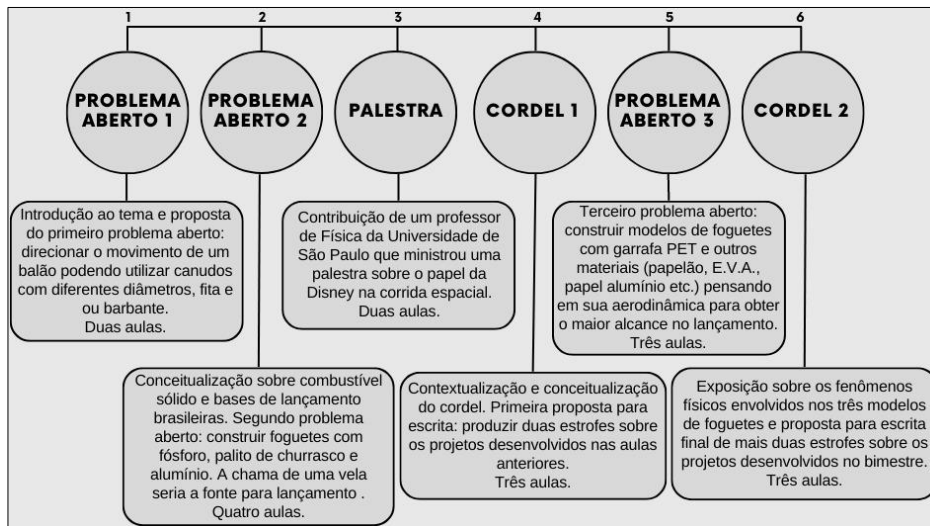 1 2 3 4 5 6
PROBLEMA
ABERTO 1
PROBLEMA
ABERTO 2
PALESTRA
CORDEL 1
PROBLEMA
ABERTO 3
CORDEL 2
Introdução ao tema e proposta
do primeiro problema aberto:
direcionar o movimento de um
balão podendo utilizar canudos
com diferentes diâmetros, fita e
ou barbante.
Duas aulas.
Conceitualização sobre combustível
sólido e bases de lançamento
brasileiras. Segundo problema
aberto: construir foguetes com
fósforo, palito de churrasco e
alumínio. A chama de uma vela
seria a fonte para lançamento .
Quatro aulas.
Contribuição de um professor
de Física da Universidade de
São Paulo que ministrou uma
palestra sobre o papel da
Disney na corrida espacial.
Duas aulas.
Contextualização e conceitualização
do cordel. Primeira proposta para
escrita: produzir duas estrofes sobre
os projetos desenvolvidos nas aulas
anteriores.
Três aulas.
Terceiro problema aberto:
construir modelos de foguetes
com garrafa PET e outros
materiais (papelão, E.V.A.,
papel alumínio etc.) pensando
em sua aerodinâmica para obter
o maior alcance no lançamento.
Três aulas.
Exposição sobre os fenômenos
físicos envolvidos nos três modelos
de foguetes e proposta para escrita
final de mais duas estrofes sobre os
projetos desenvolvidos no bimestre.
Três aulas.